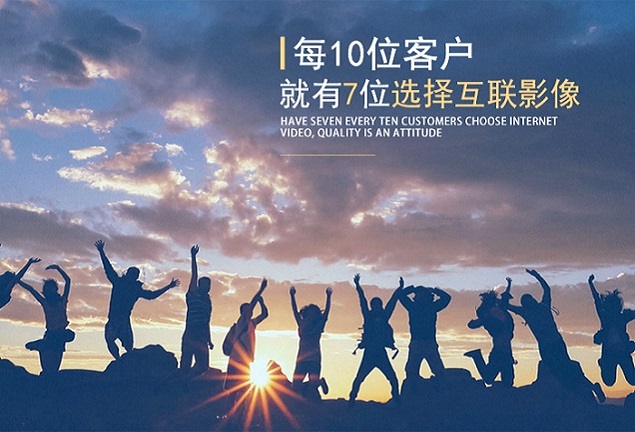 每10位客户
就有7位选择互联影像
HAVE SEVEN EVERY TEN CUSTOMERS CHOOSE INTERNET
VIDEO, QUALITY IS AN ATTITUDE